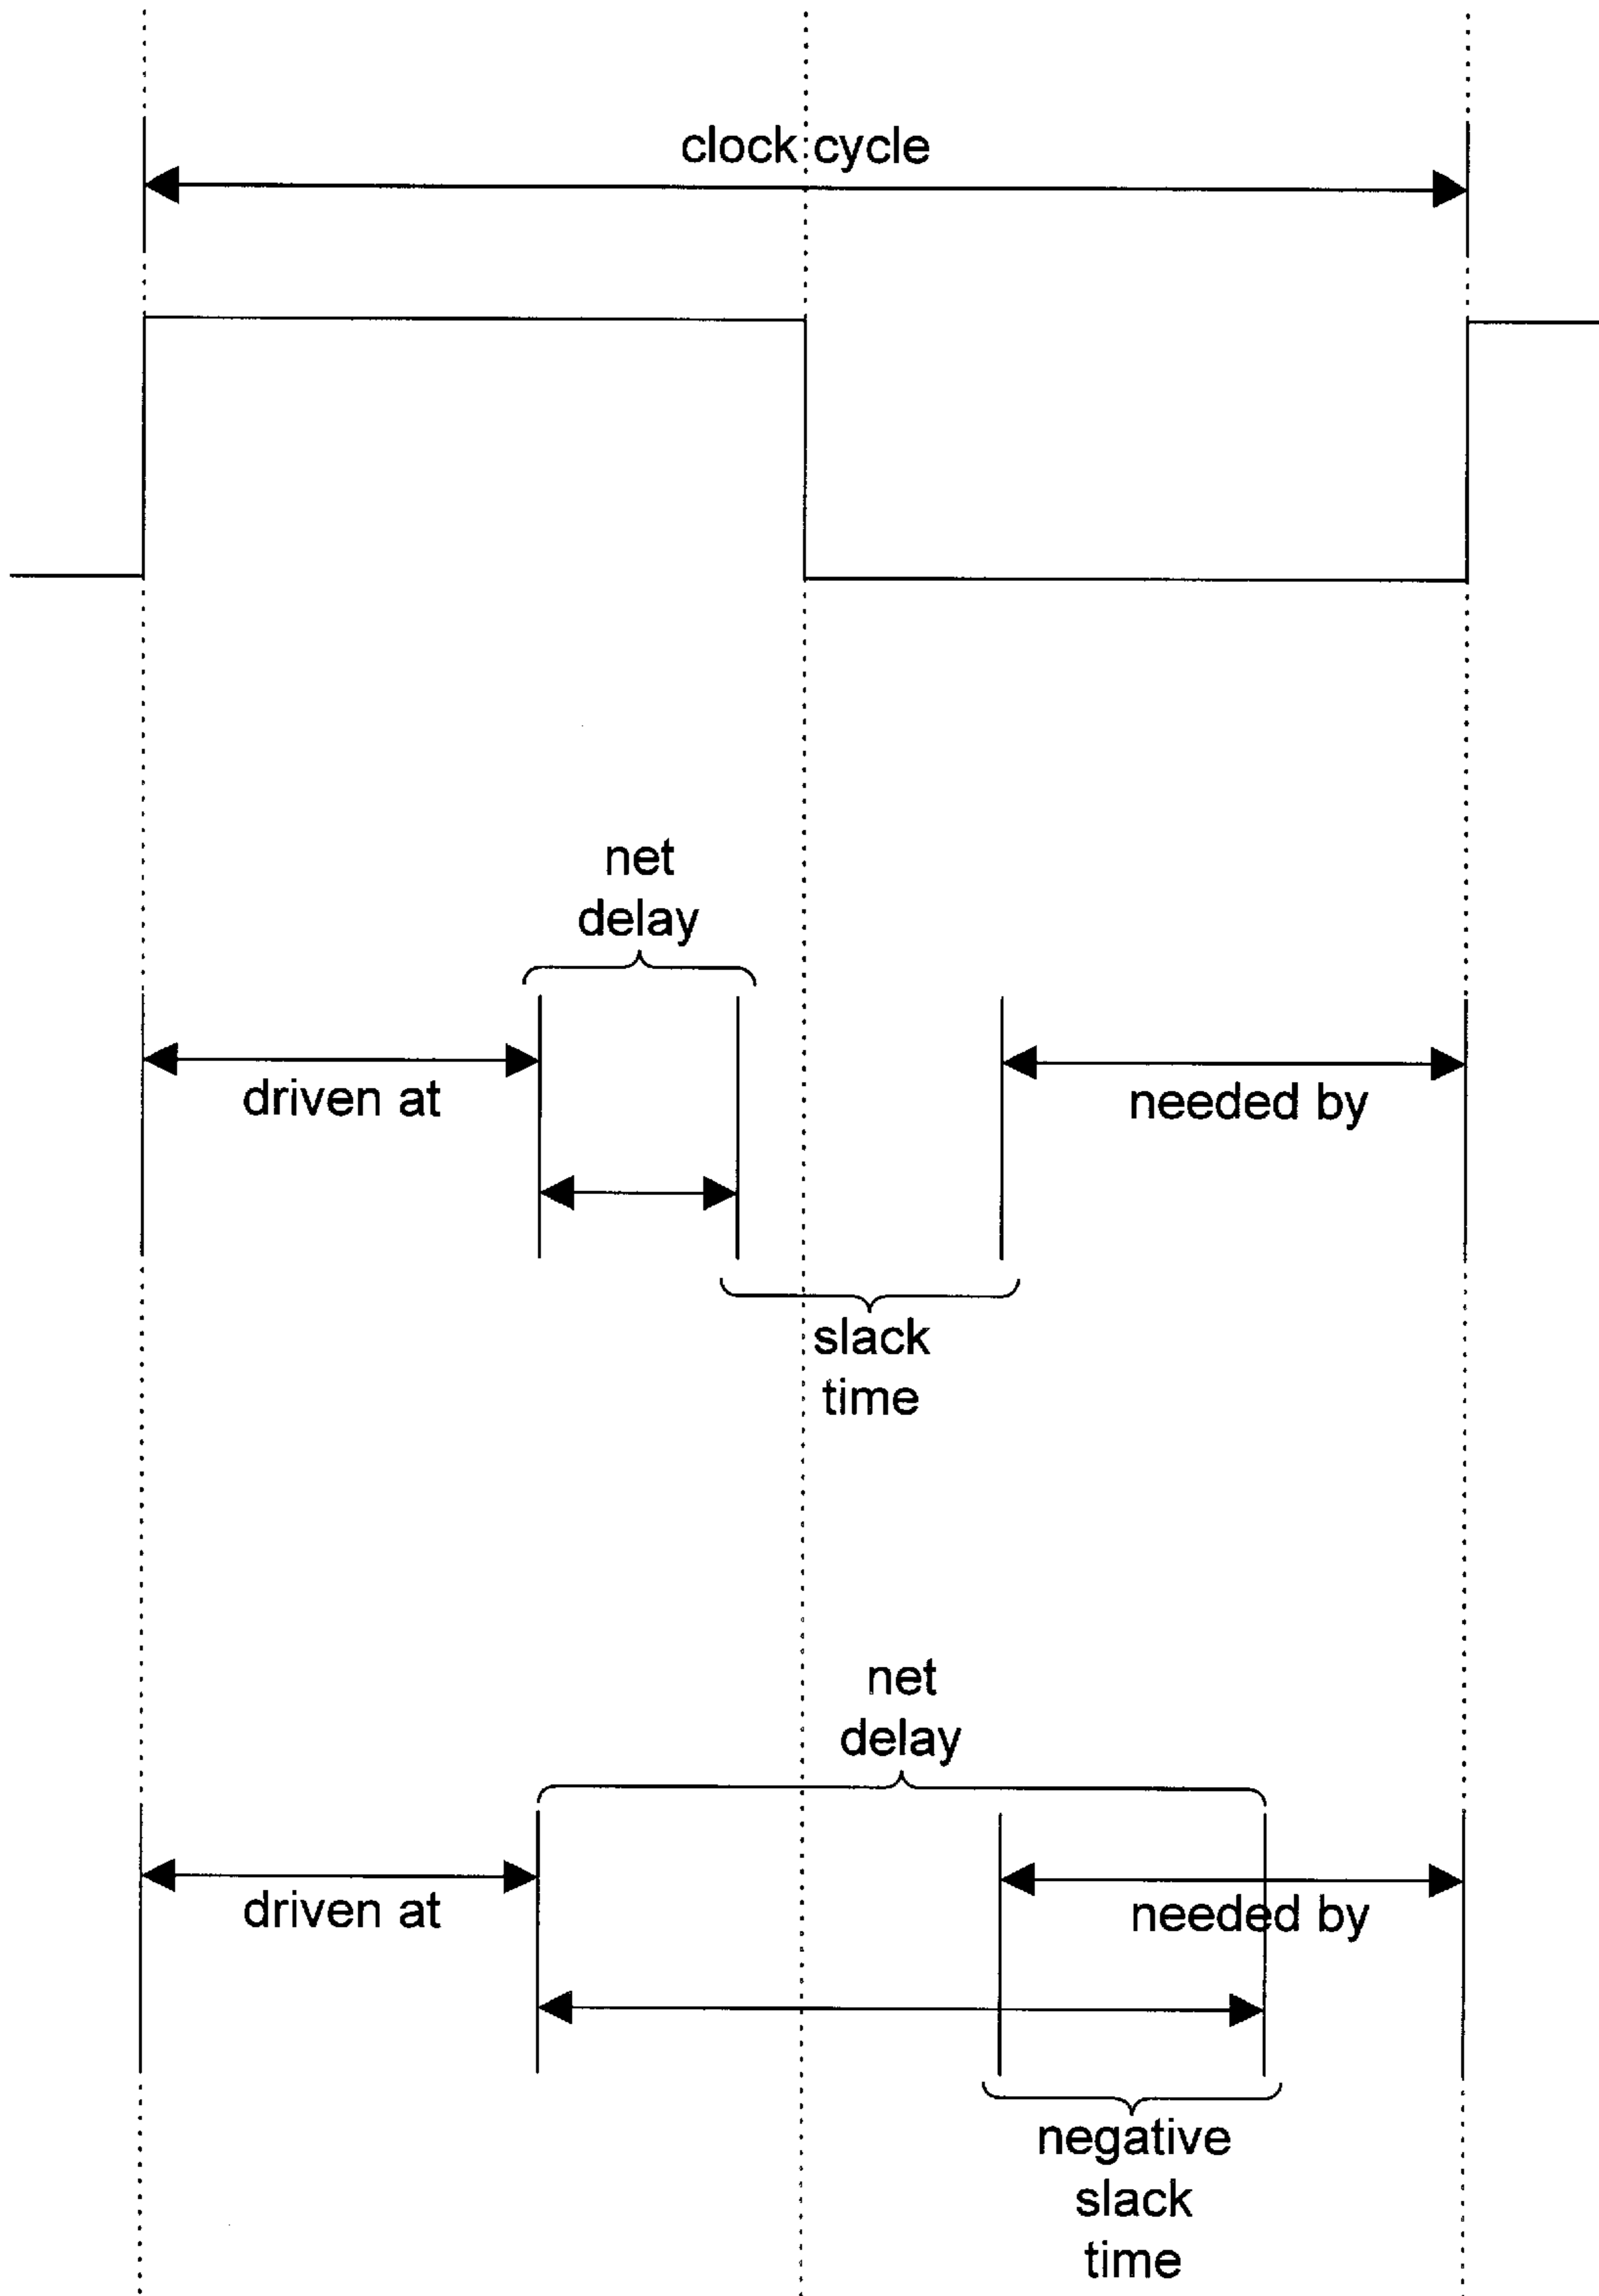 clock cycle
net
delay
driven at
needed by
slack
time
net
delay
driven at
needed by
negative
slack
time